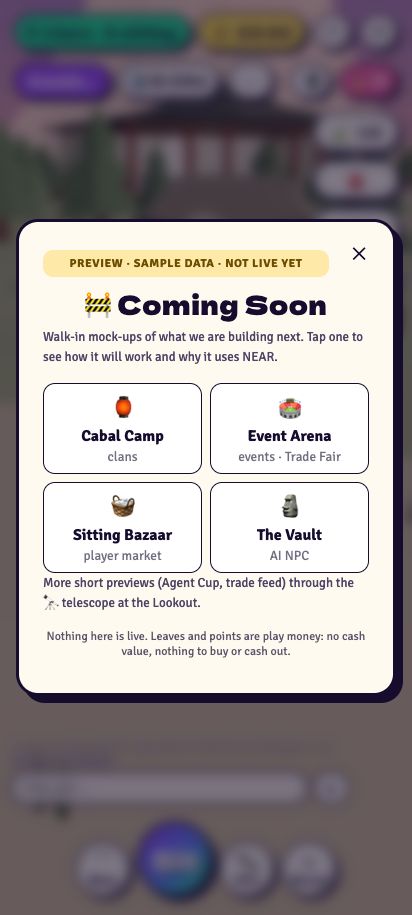 PREVIEW · SAMPLE DATA · NOT LIVE YET
🚧 Coming Soon
Walk-in mock-ups of what we are building next. Tap one to
see how it will work and why it uses NEAR.
Cabal Camp
clans
Event Arena
events · Trade Fair
Sitting Bazaar
player market
The Vault
AI NPC
More short previews (Agent Cup, trade feed) through the
🔭 telescope at the Lookout.
Nothing here is live. Leaves and points are play money: no cash
value, nothing to buy or cash out.